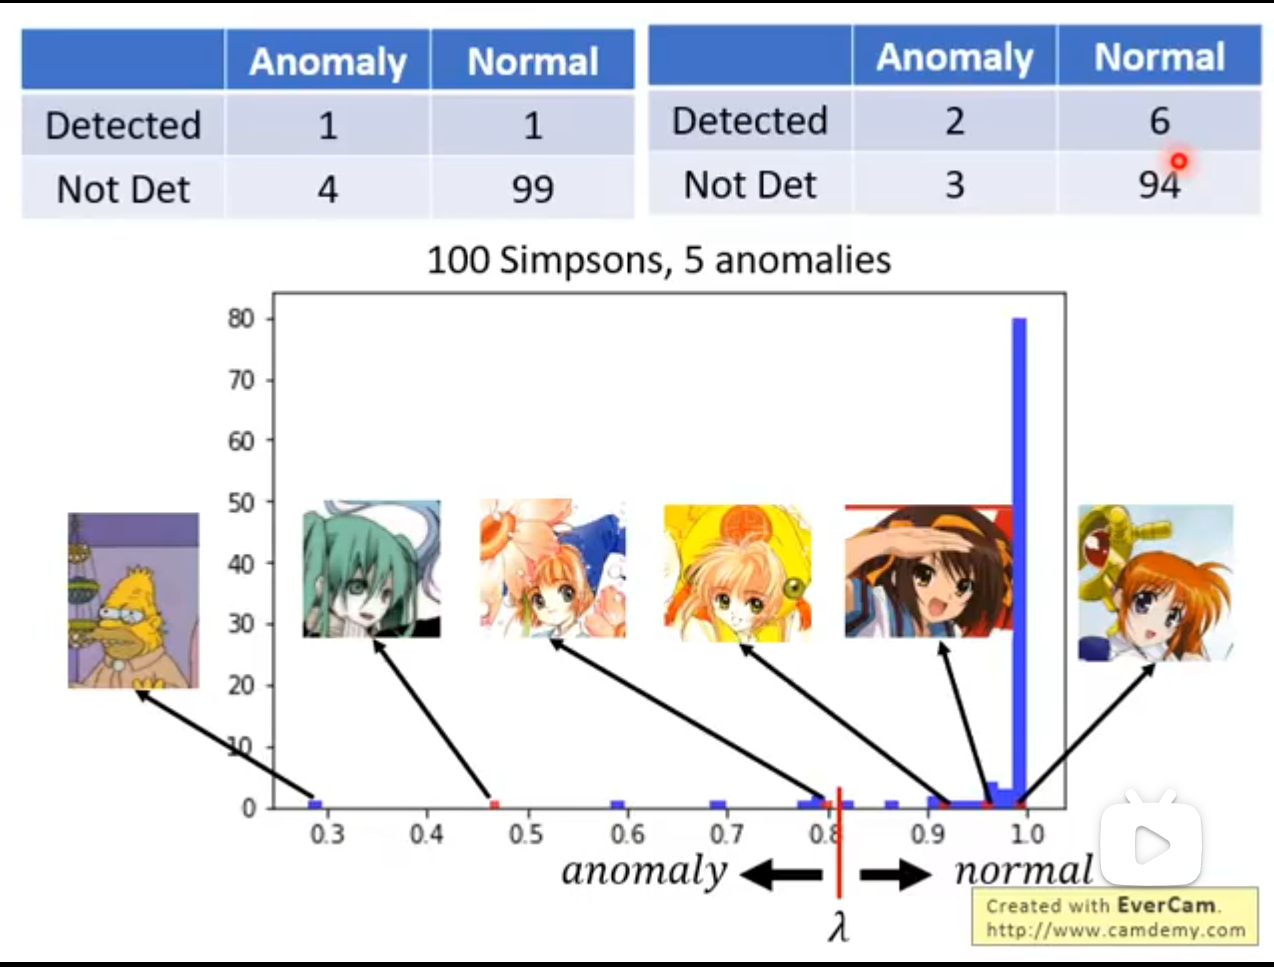 Anomaly Normal
Detected 1 1
Not Det 4 99
Anomaly Normal
Detected 2 6
Not Det 3 94
100 Simpsons, 5 anomalies
80
70
60
50
40
30
20
10
0
0.3 0.4 0.5 0.6 0.7 0.8 0.9 1.0
anomaly normal
λ
Created with EverCam.
http://www.camdemy.com